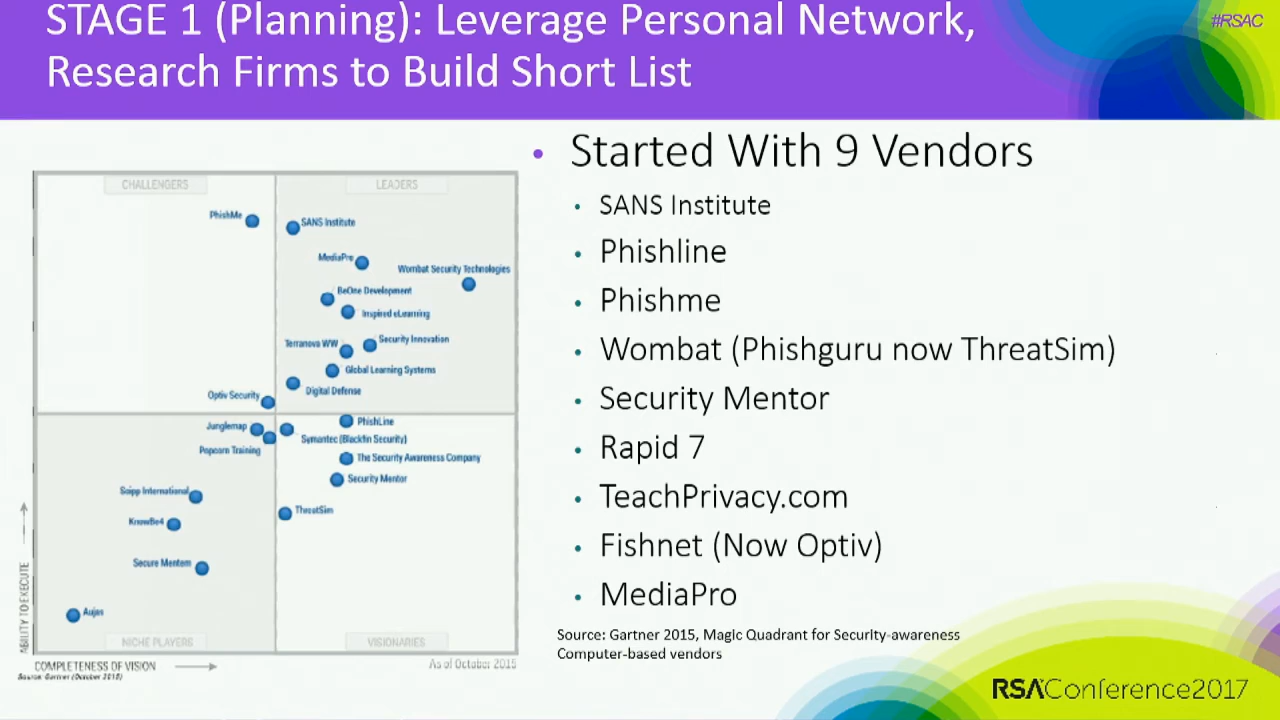 STAGE 1 (Planning): Leverage Personal Network,
Research Firms to Build Short List
#RSAC
• Started With 9 Vendors
• SANS Institute
• Phishline
• Phishme
• Wombat (Phishguru now ThreatSim)
• Security Mentor
• Rapid 7
• TeachPrivacy.com
• Fishnet (Now Optiv)
• MediaPro
Source: Gartner 2015, Magic Quadrant for Security-awareness
Computer-based vendors
CHALLENGERS
LEADERS
PhishMe
SANS Institute
MediaPro
Wombat Security Technologies
BeOne Development
Inspired eLearning
Terranova WW
Security Innovation
Global Learning Systems
Digital Defense
Optiv Security
PhishLine
Junglemap
Symantec (Blackfin Security)
Popcorn Training
The Security Awareness Company
Security Mentor
Saipp International
ThreatSim
KnowBe4
Secure Mentem
Aujas
NICHE PLAYERS
VISIONARIES
ABILITY TO EXECUTE
COMPLETENESS OF VISION
As of October 2015
Source: Gartner (October 2015)
RSAConference2017